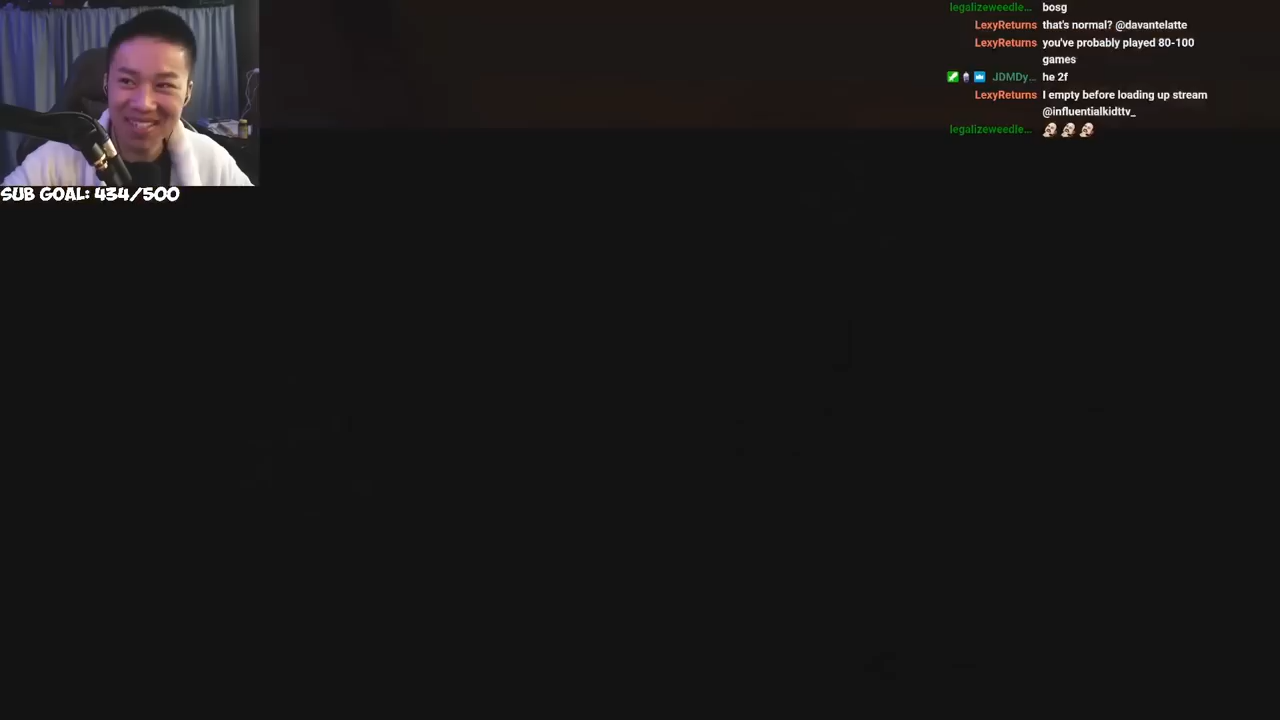 legalizeweedle... bosg
LexyReturns that's normal? @davantelatte
LexyReturns you've probably played 80-100
games
JDMDy... he 2f
LexyReturns I empty before loading up stream
@influentialkidttv_
legalizeweedle...
SUB GOAL: 434/500